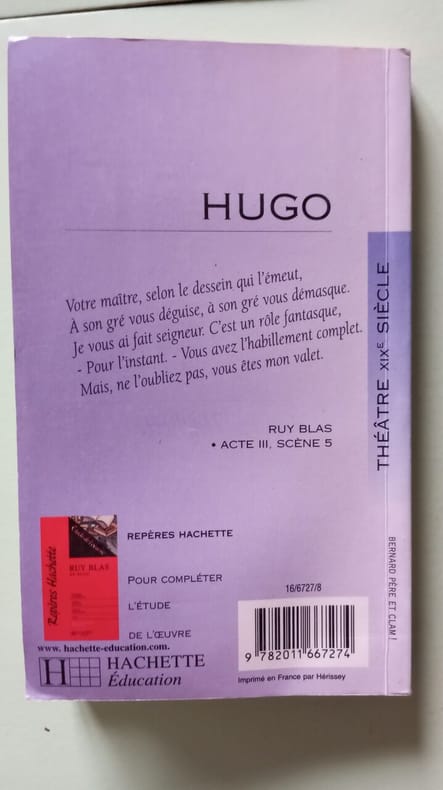 HUGO
Votre maître, selon le dessein qui l'émeut,
À son gré vous déguise, à son gré vous démasque.
Je vous ai fait seigneur. C'est un rôle fantasque,
- Pour l'instant. - Vous avez l'habillement complet.
Mais, ne l'oubliez pas, vous êtes mon valet.
RUY BLAS
• ACTE III, SCÈNE 5
THÉÂTRE XIXE SIÈCLE
BERNARD PÈRE ET CLAM !
Repères Hachette
RUY BLAS
REPÈRES HACHETTE
POUR COMPLÉTER
L'ÉTUDE
DE L'ŒUVRE
www. hachette-education.com.
H HACHETTE
Éducation
16/6727/8
9 782011 667274
Imprimé en France par Hérissey